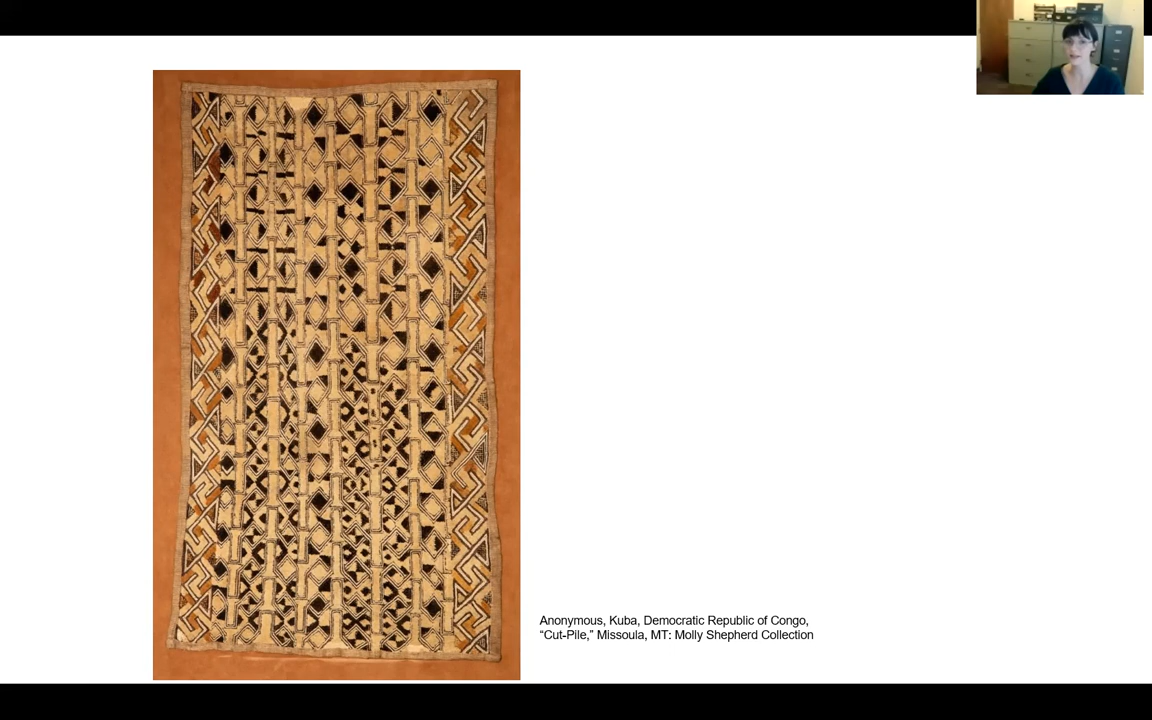 Anonymous, Kuba, Democratic Republic of Congo,
“Cut-Pile,” Missoula, MT: Molly Shepherd Collection